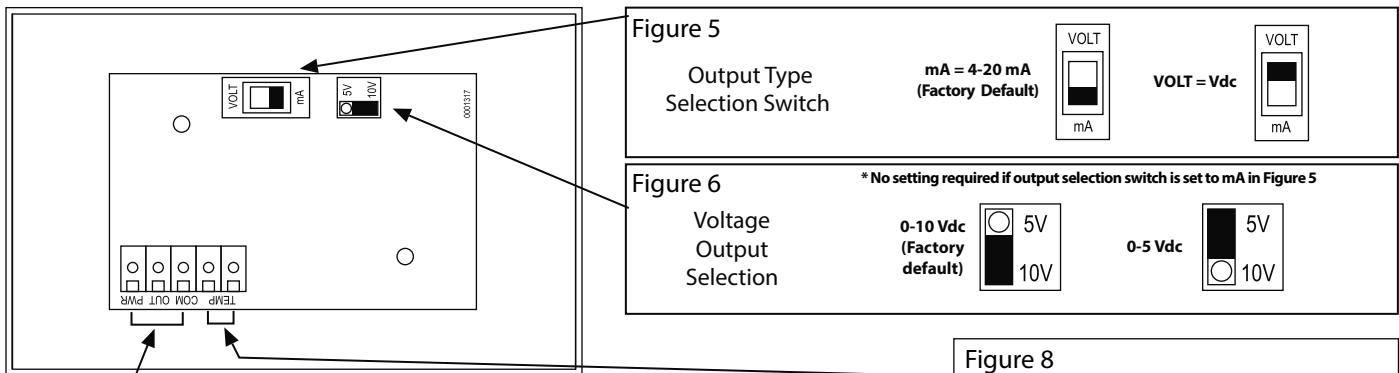 VOLT
mA
5V
10V
0001317
PWR OUT COM TEMP
Figure 5
Output Type
Selection Switch
mA = 4-20 mA
(Factory Default)
VOLT
mA
VOLT = Vdc
VOLT
mA
Figure 6
* No setting required if output selection switch is set to mA in Figure 5
Voltage
Output
Selection
0-10 Vdc
(Factory
default)
5V
10V
0-5 Vdc
5V
10V
Figure 8